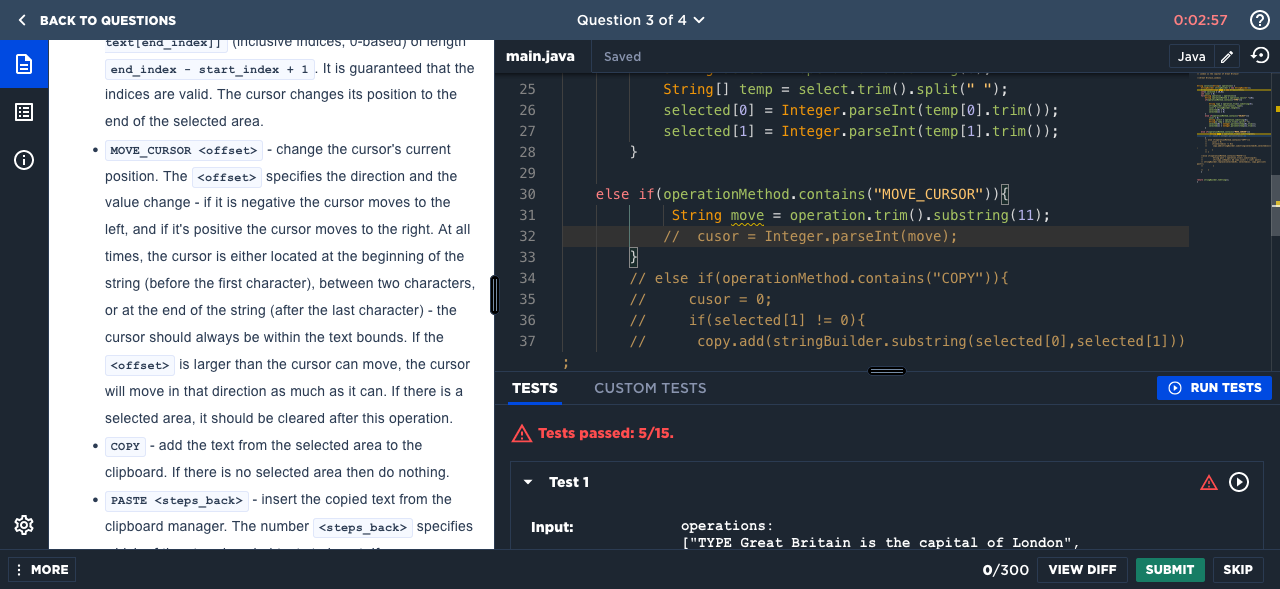 BACK TO QUESTIONS
Question 3 of 4
0:02:57
text[end_index]] (inclusive indices, 0-based) of length
end_index - start_index + 1 . It is guaranteed that the
indices are valid. The cursor changes its position to the
end of the selected area.
• MOVE_CURSOR <offset> - change the cursor's current
position. The <offset> specifies the direction and the
value change - if it is negative the cursor moves to the
left, and if it's positive the cursor moves to the right. At all
times, the cursor is either located at the beginning of the
string (before the first character), between two characters,
or at the end of the string (after the last character) - the
cursor should always be within the text bounds. If the
<offset> is larger than the cursor can move, the cursor
will move in that direction as much as it can. If there is a
selected area, it should be cleared after this operation.
• COPY - add the text from the selected area to the
clipboard. If there is no selected area then do nothing.
• PASTE <steps_back> - insert the copied text from the
clipboard manager. The number <steps_back> specifies
main.java
Saved
Java
25 String[] temp = select.trim().split(" ");
26 selected[0] = Integer.parseInt(temp[0].trim());
27 selected[1] = Integer.parseInt(temp[1].trim());
28 }
29
30 else if(operationMethod.contains("MOVE_CURSOR")){
31 String move = operation.trim().substring(11);
32 //  cusor = Integer.parseInt(move);
33 }
34 // else if(operationMethod.contains("COPY")){
35 //     cusor = 0;
36 //     if(selected[1] != 0){
37 //      copy.add(stringBuilder.substring(selected[0],selected[1]))
;
TESTS
CUSTOM TESTS
RUN TESTS
Tests passed: 5/15.
Test 1
Input:
operations:
["TYPE Great Britain is the capital of London",
MORE
0/300
VIEW DIFF
SUBMIT
SKIP